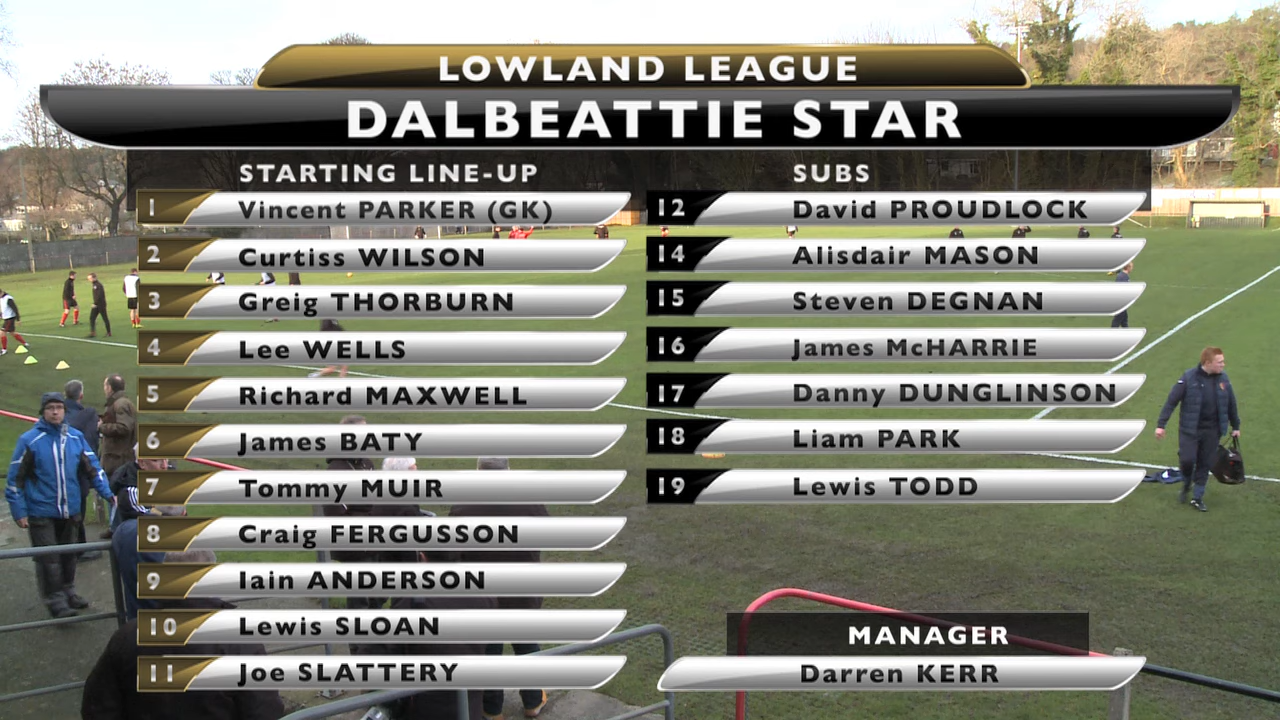 LOWLAND LEAGUE
DALBEATTIE STAR
STARTING LINE-UP
1 Vincent PARKER (GK)
2 Curtiss WILSON
3 Greig THORBURN
4 Lee WELLS
5 Richard MAXWELL
6 James BATY
7 Tommy MUIR
8 Craig FERGUSSON
9 Iain ANDERSON
10 Lewis SLOAN
11 Joe SLATTERY
SUBS
12 David PROUDLOCK
14 Alisdair MASON
15 Steven DEGNAN
16 James McHARRIE
17 Danny DUNGLINSON
18 Liam PARK
19 Lewis TODD
MANAGER
Darren KERR